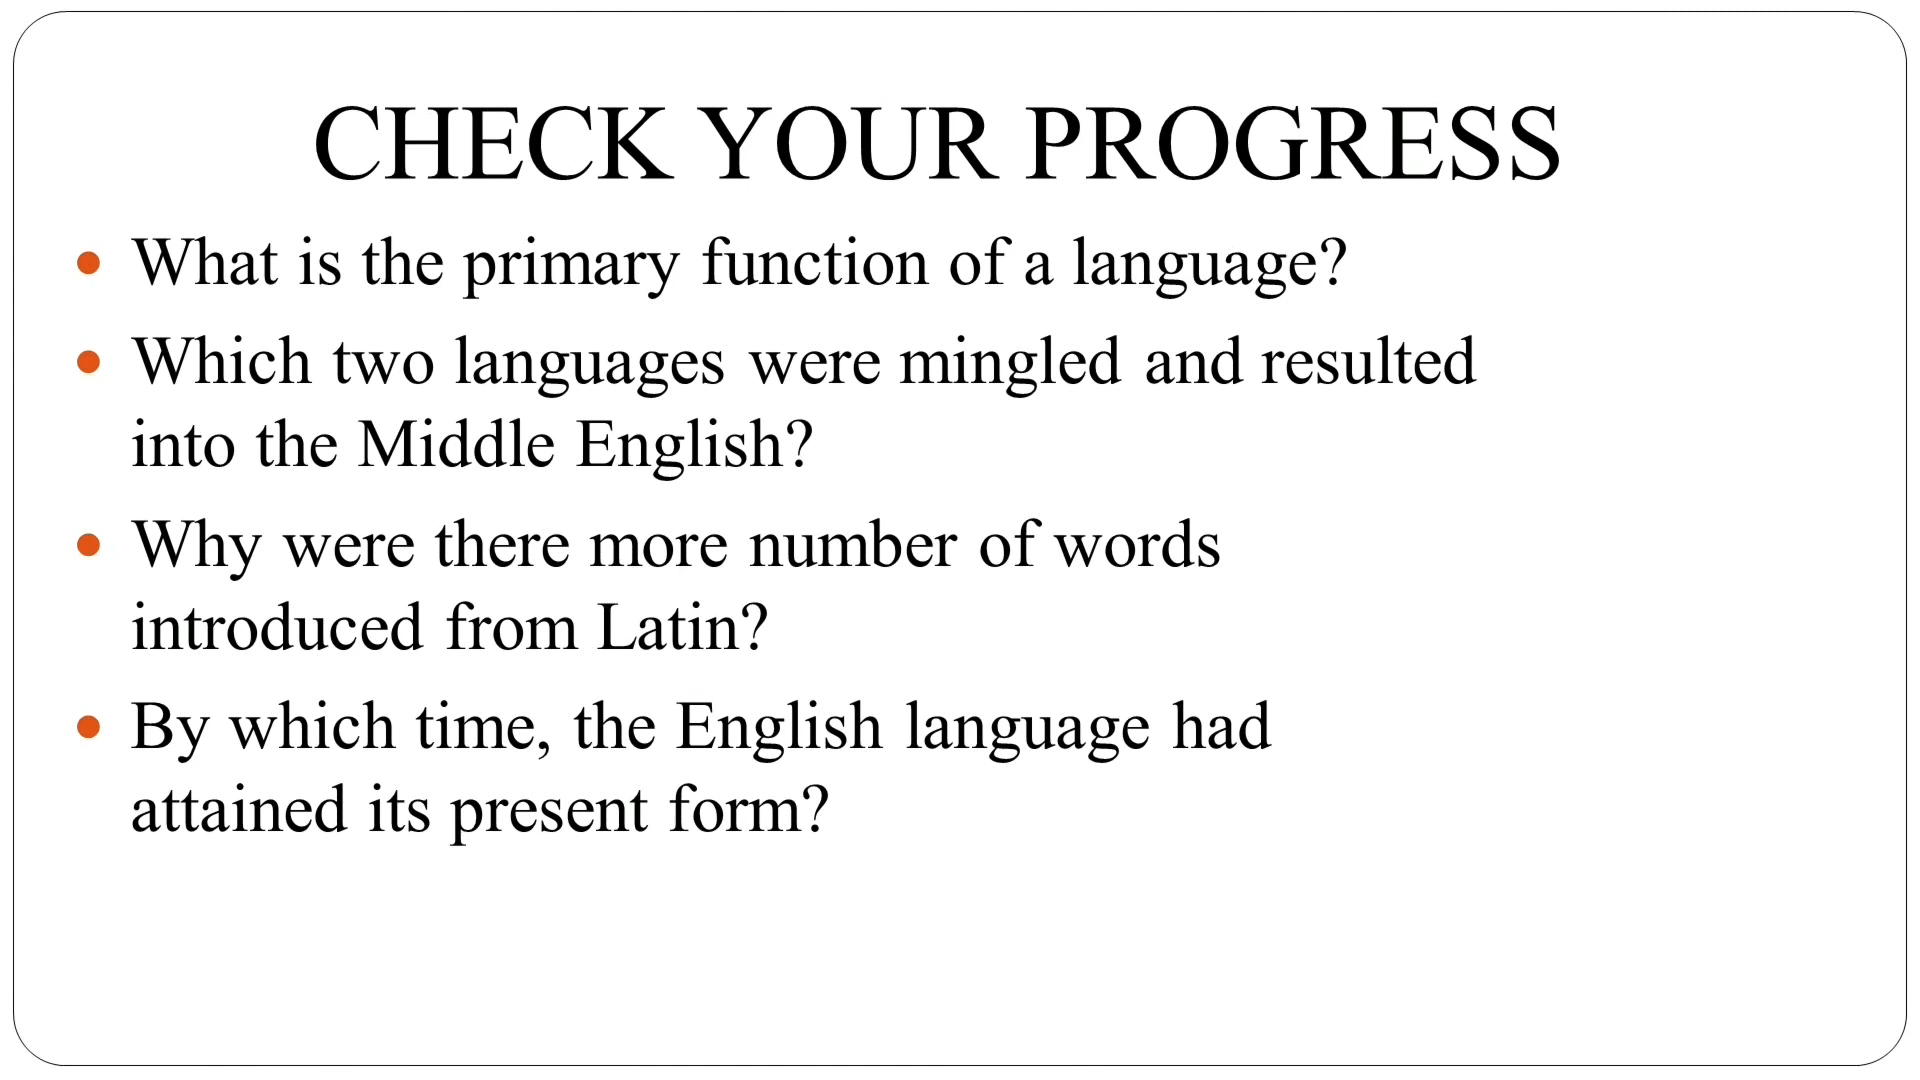 CHECK YOUR PROGRESS
• What is the primary function of a language?
• Which two languages were mingled and resulted
into the Middle English?
• Why were there more number of words
introduced from Latin?
• By which time, the English language had
attained its present form?